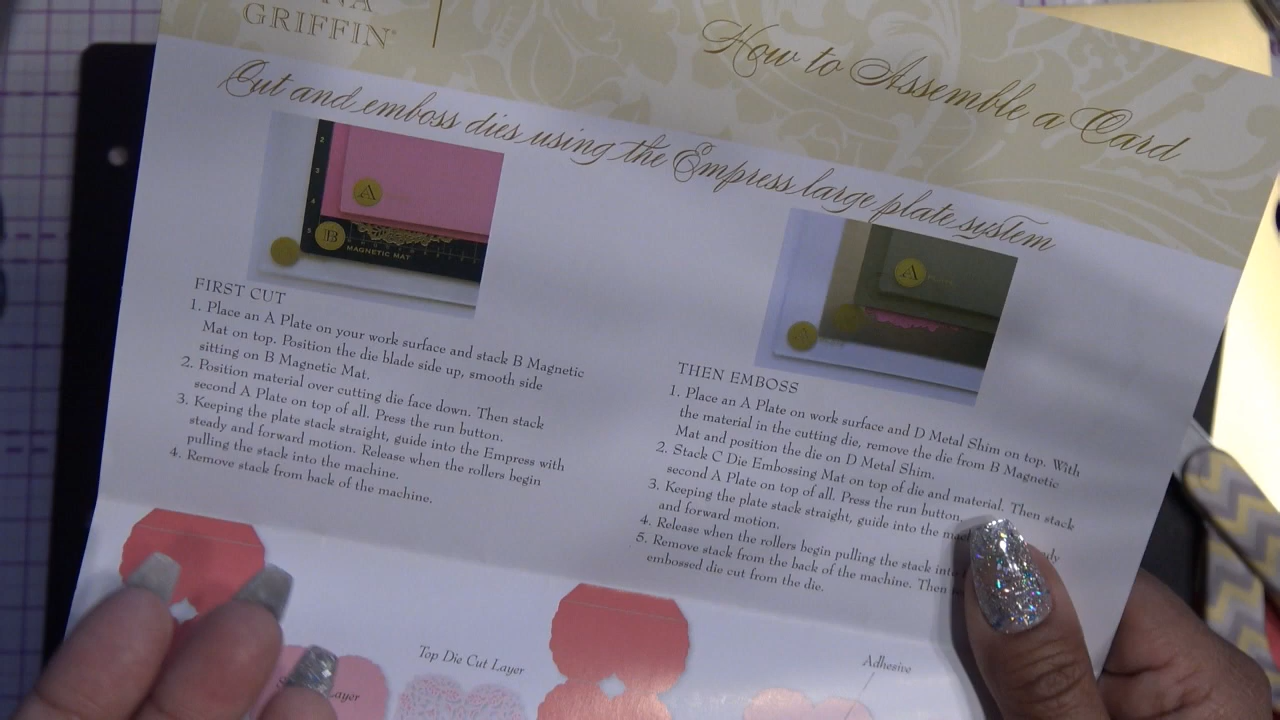 GRIFFIN®
How to Assemble a Card
Cut and emboss dies using the Empress large plate system
A
B
MAGNETIC MAT
FIRST CUT
1. Place an A Plate on your work surface and stack B Magnetic
Mat on top. Position the die blade side up, smooth side
sitting on B Magnetic Mat.
2. Position material over cutting die face down. Then stack
second A Plate on top of all. Press the run button.
3. Keeping the plate stack straight, guide into the Empress with
steady and forward motion. Release when the rollers begin
pulling the stack into the machine.
4. Remove stack from back of the machine.
A
A
THEN EMBOSS
1. Place an A Plate on work surface and D Metal Shim on top. With
the material in the cutting die, remove the die from B Magnetic
Mat and position the die on D Metal Shim.
2. Stack C Die Embossing Mat on top of die and material. Then stack
second A Plate on top of all. Press the run button.
3. Keeping the plate stack straight, guide into the
and forward motion.
4. Release when the rollers begin pulling the stack into
5. Remove stack from the back of the machine. Then
embossed die cut from the die.
Top Die Cut Layer
Layer
Adhesive